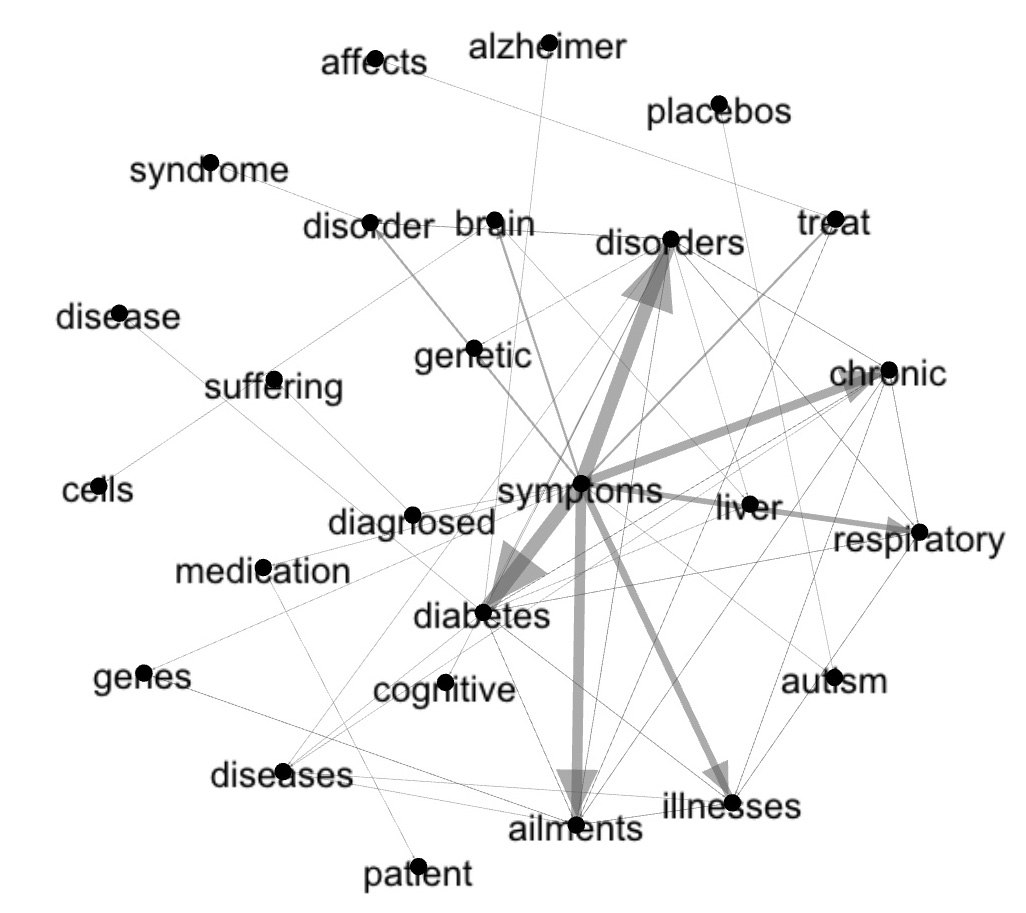 alzheimer
affects
placebos
syndrome
disorder
brain
treat
disorders
disease
genetic
chronic
suffering
cells
symptoms
liver
diagnosed
respiratory
medication
diabetes
genes
autism
cognitive
diseases
illnesses
ailments
patient